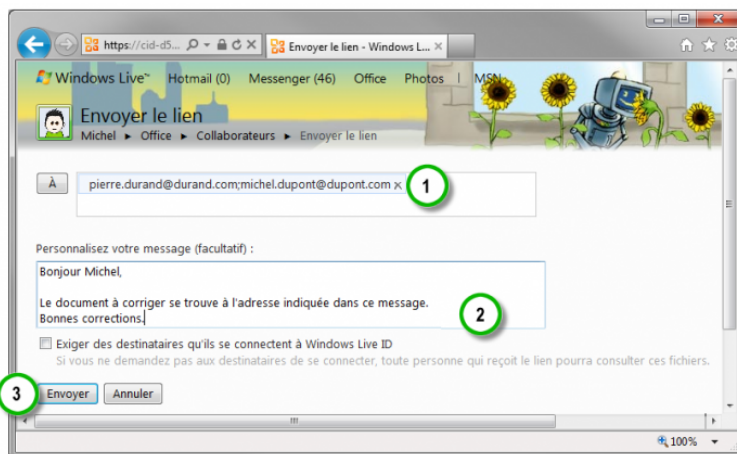 https://cid-d5...
Envoyer le lien - Windows L...
Windows Live™ Hotmail (0) Messenger (46) Office Photos | MSN
Envoyer le lien
Michel ▸ Office ▸ Collaborateurs ▸ Envoyer le lien
À
pierre.durand@durand.com;michel.dupont@dupont.com x
1
Personnalisez votre message (facultatif) :
Bonjour Michel,
Le document à corriger se trouve à l'adresse indiquée dans ce message.
Bonnes corrections.
2
Exiger des destinataires qu'ils se connectent à Windows Live ID
Si vous ne demandez pas aux destinataires de se connecter, toute personne qui reçoit le lien pourra consulter ces fichiers.
3
Envoyer Annuler
100%